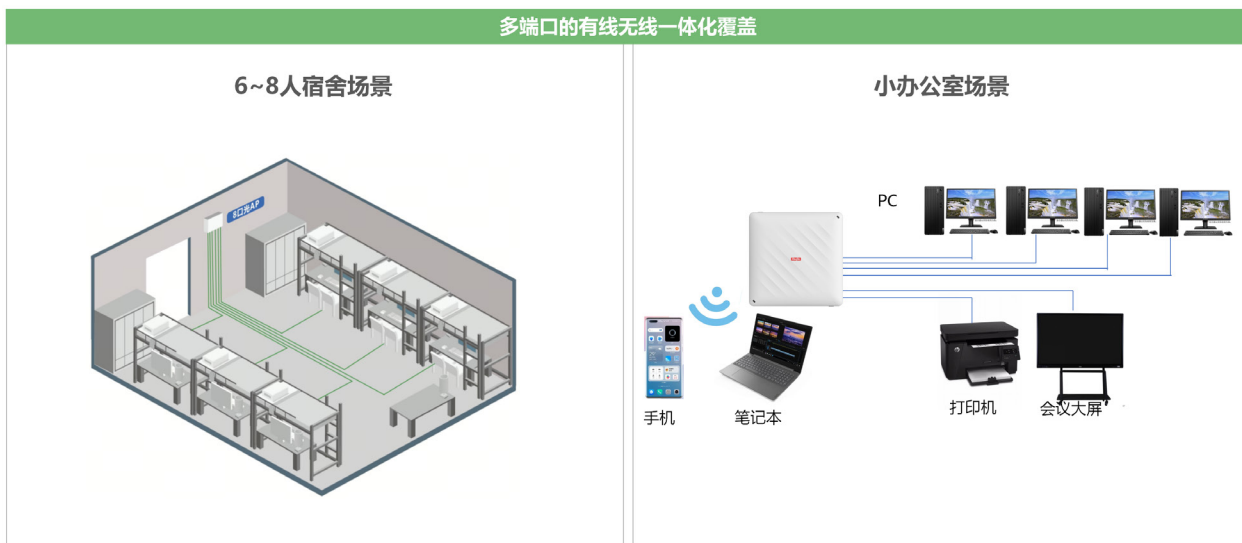 多端口的有线无线一体化覆盖
6~8人宿舍场景
8口光AP
小办公室场景
PC
手机
笔记本
打印机
会议大屏